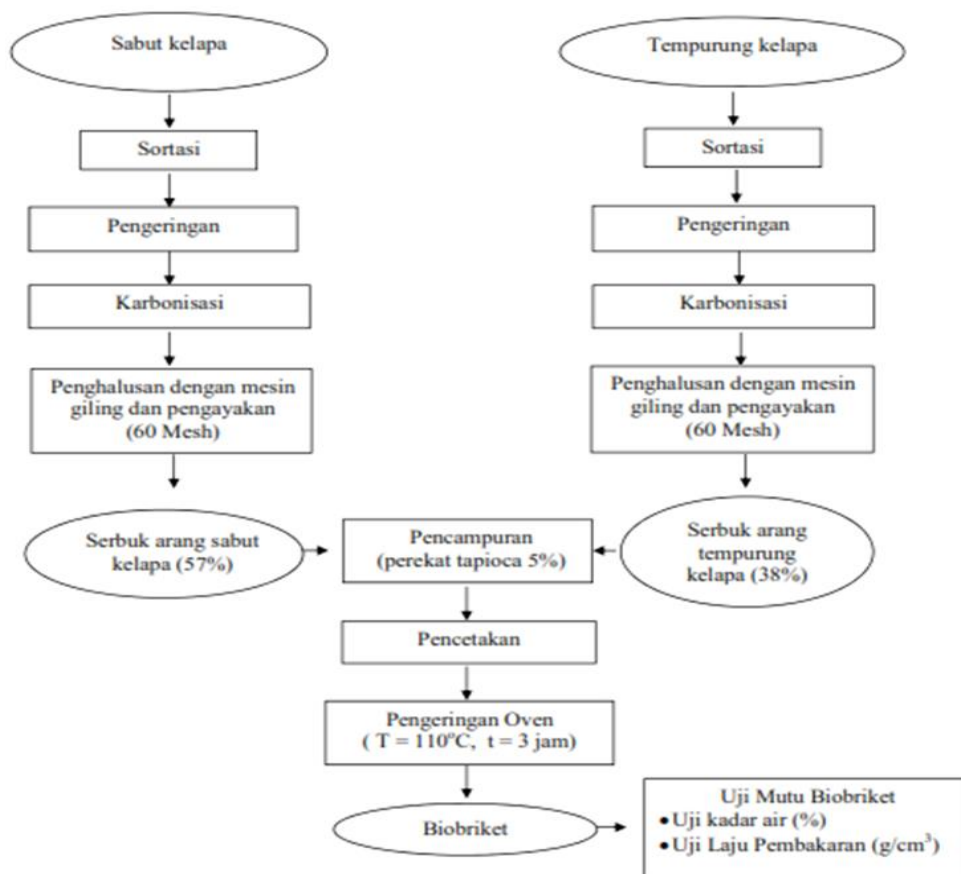 Sabut kelapa
Tempurung kelapa
Sortasi
Sortasi
Pengeringan
Pengeringan
Karbonisasi
Karbonisasi
Penghalusan dengan mesin
giling dan pengayakan
(60 Mesh)
Penghalusan dengan mesin
giling dan pengayakan
(60 Mesh)
Serbuk arang sabut
kelapa (57%)
Pencampuran
(perekat tapioca 5%)
Serbuk arang
tempurung
kelapa (38%)
Pencetakan
Pengeringan Oven
( T = 110°C, t = 3 jam)
Biobriket
Uji Mutu Biobriket
•Uji kadar air (%)
•Uji Laju Pembakaran (g/cm³)